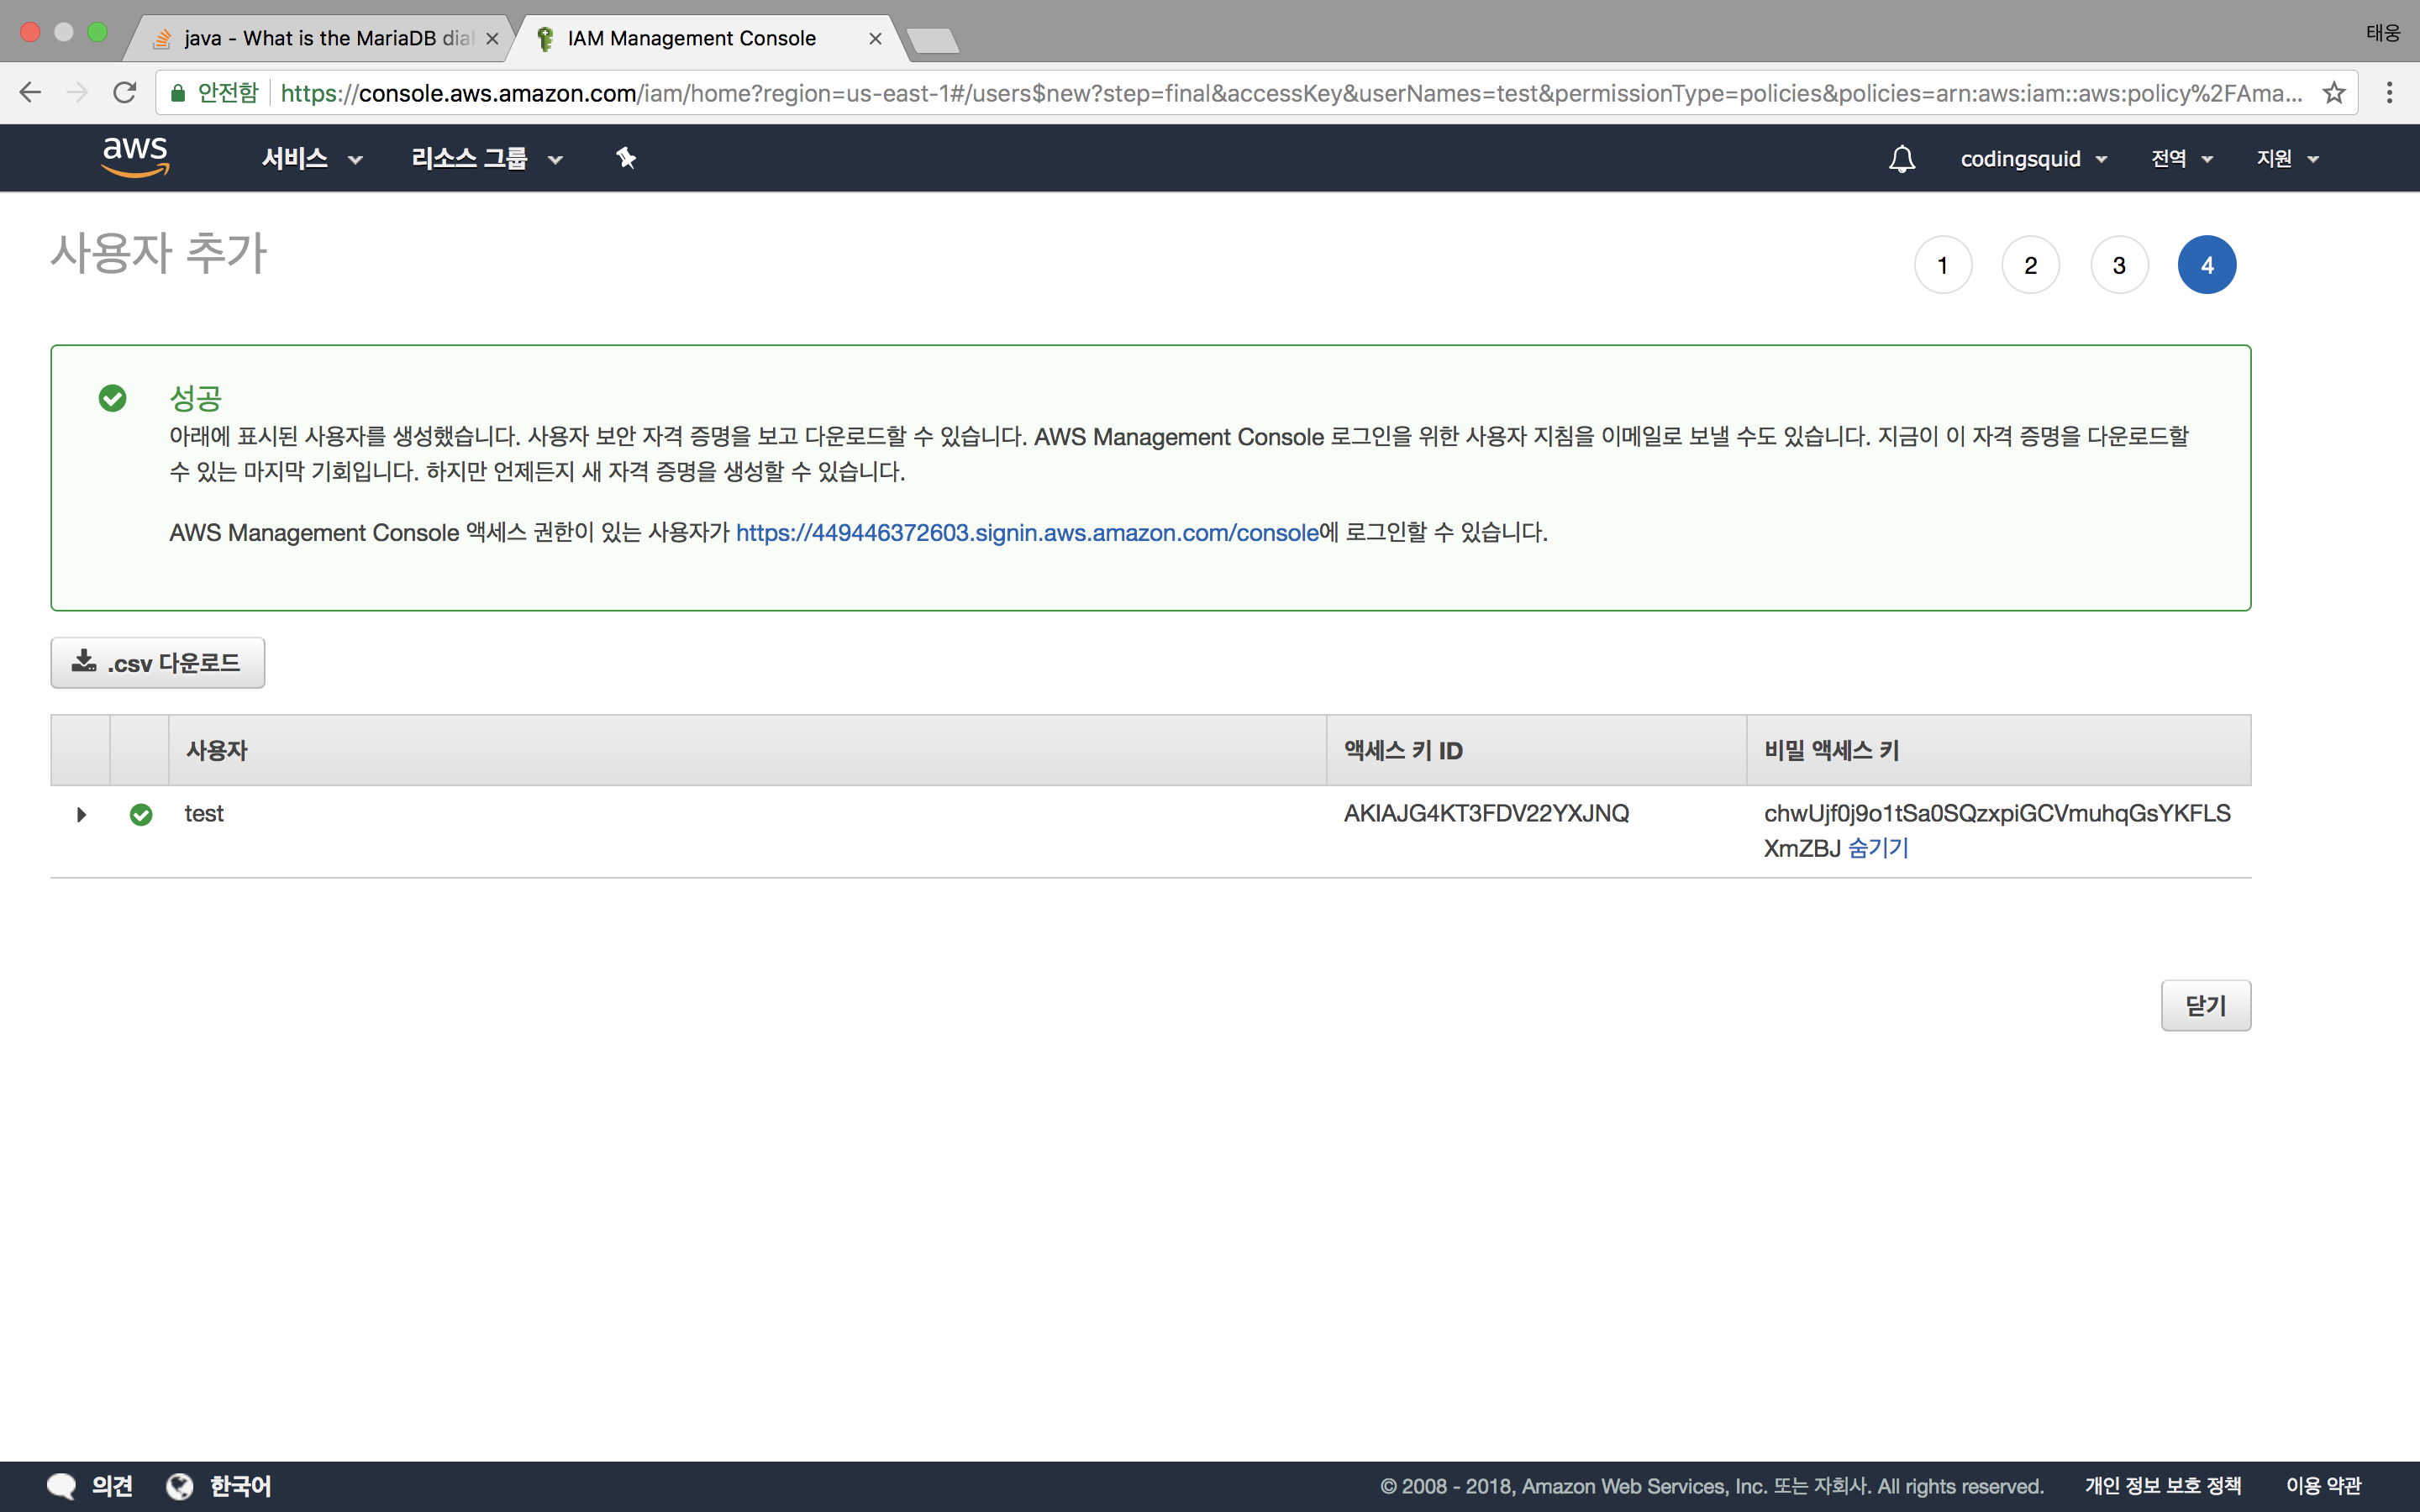 java - What is the MariaDB dial
IAM Management Console
태웅
안전함
https://console.aws.amazon.com/iam/home?region=us-east-1#/users$new?step=final&accessKey&userNames=test&permissionType=policies&policies=arn:aws:iam::aws:policy%2FAma...
aws 서비스 리소스 그룹 codingsquid 전역 지원
사용자 추가
1 2 3 4
성공
아래에 표시된 사용자를 생성했습니다. 사용자 보안 자격 증명을 보고 다운로드할 수 있습니다. AWS Management Console 로그인을 위한 사용자 지침을 이메일로 보낼 수도 있습니다. 지금이 이 자격 증명을 다운로드할
수 있는 마지막 기회입니다. 하지만 언제든지 새 자격 증명을 생성할 수 있습니다.
AWS Management Console 액세스 권한이 있는 사용자가 https://449446372603.signin.aws.amazon.com/console에 로그인할 수 있습니다.
.csv 다운로드
사용자 액세스 키 ID 비밀 액세스 키
test AKIAJG4KT3FDV22YXJNQ chwUjf0j9o1tSa0SQzxpiGCVmuhqGsYKFLS
XmZBJ 숨기기
닫기
의견 한국어 © 2008 - 2018, Amazon Web Services, Inc. 또는 자회사. All rights reserved. 개인 정보 보호 정책 이용 약관